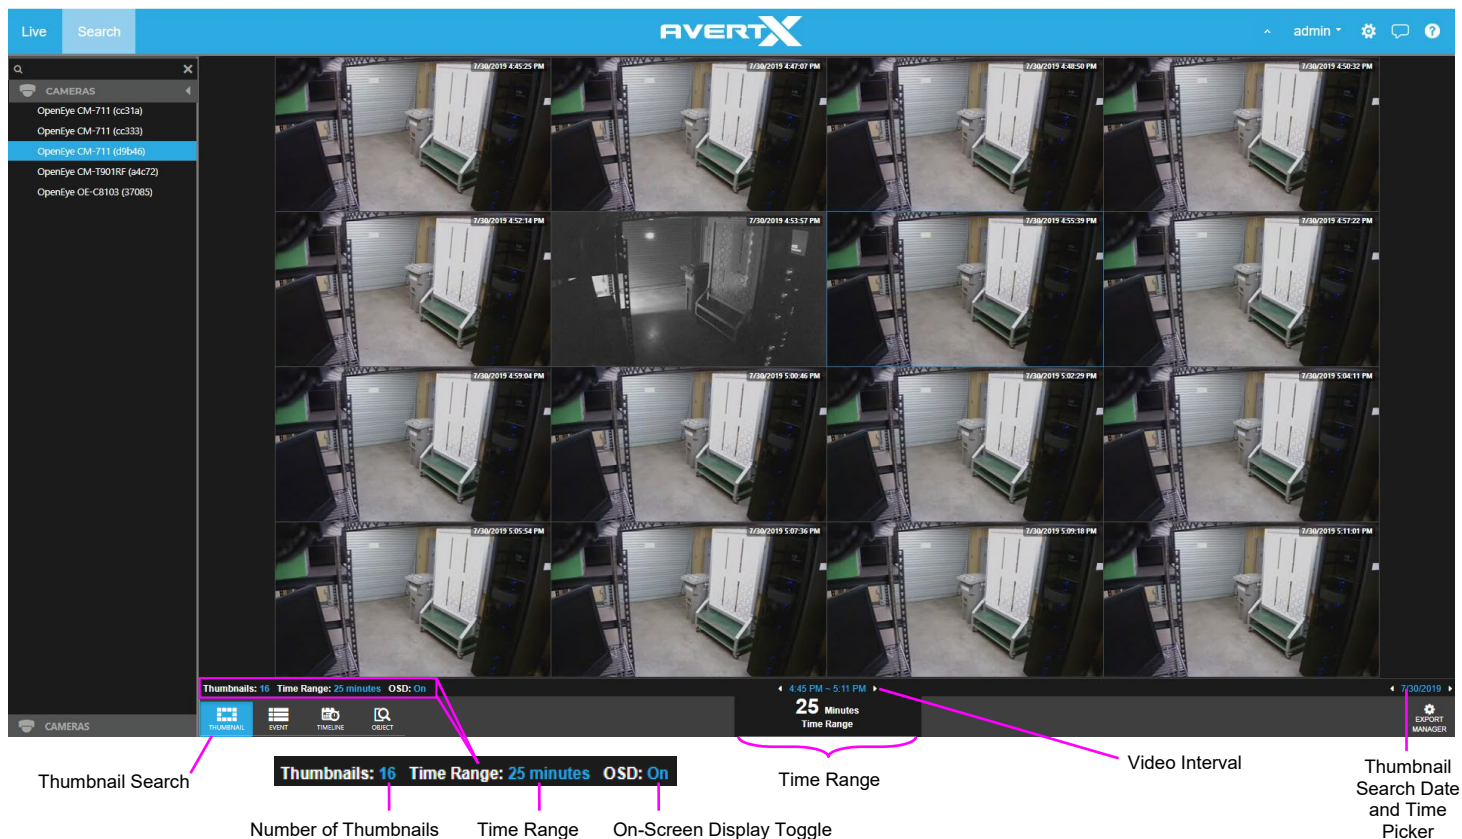 Live
Search
AVERTX
admin
CAMERAS
OpenEye CM-711 (cc31a)
OpenEye CM-711 (cc333)
OpenEye CM-711 (d9b46)
OpenEye CM-T901RF (a4c72)
OpenEye OE-C8103 (37085)
7/30/2019 4:45:25 PM
7/30/2019 4:47:07 PM
7/30/2019 4:48:50 PM
7/30/2019 4:50:32 PM
7/30/2019 4:52:14 PM
7/30/2019 4:53:57 PM
7/30/2019 4:55:39 PM
7/30/2019 4:57:22 PM
7/30/2019 4:59:04 PM
7/30/2019 5:00:46 PM
7/30/2019 5:02:29 PM
7/30/2019 5:04:11 PM
7/30/2019 5:05:54 PM
7/30/2019 5:07:36 PM
7/30/2019 5:09:18 PM
7/30/2019 5:11:01 PM
Thumbnails: 16 Time Range: 25 minutes OSD: On
4:45 PM ~ 5:11 PM
7/30/2019
CAMERAS
THUMBNAIL
EVENT
TIMELINE
OBJECT
25 Minutes
Time Range
EXPORT
MANAGER
Thumbnail Search
Thumbnails: 16 Time Range: 25 minutes OSD: On
Time Range
Video Interval
Thumbnail
Search Date
and Time
Picker
Number of Thumbnails
Time Range
On-Screen Display Toggle